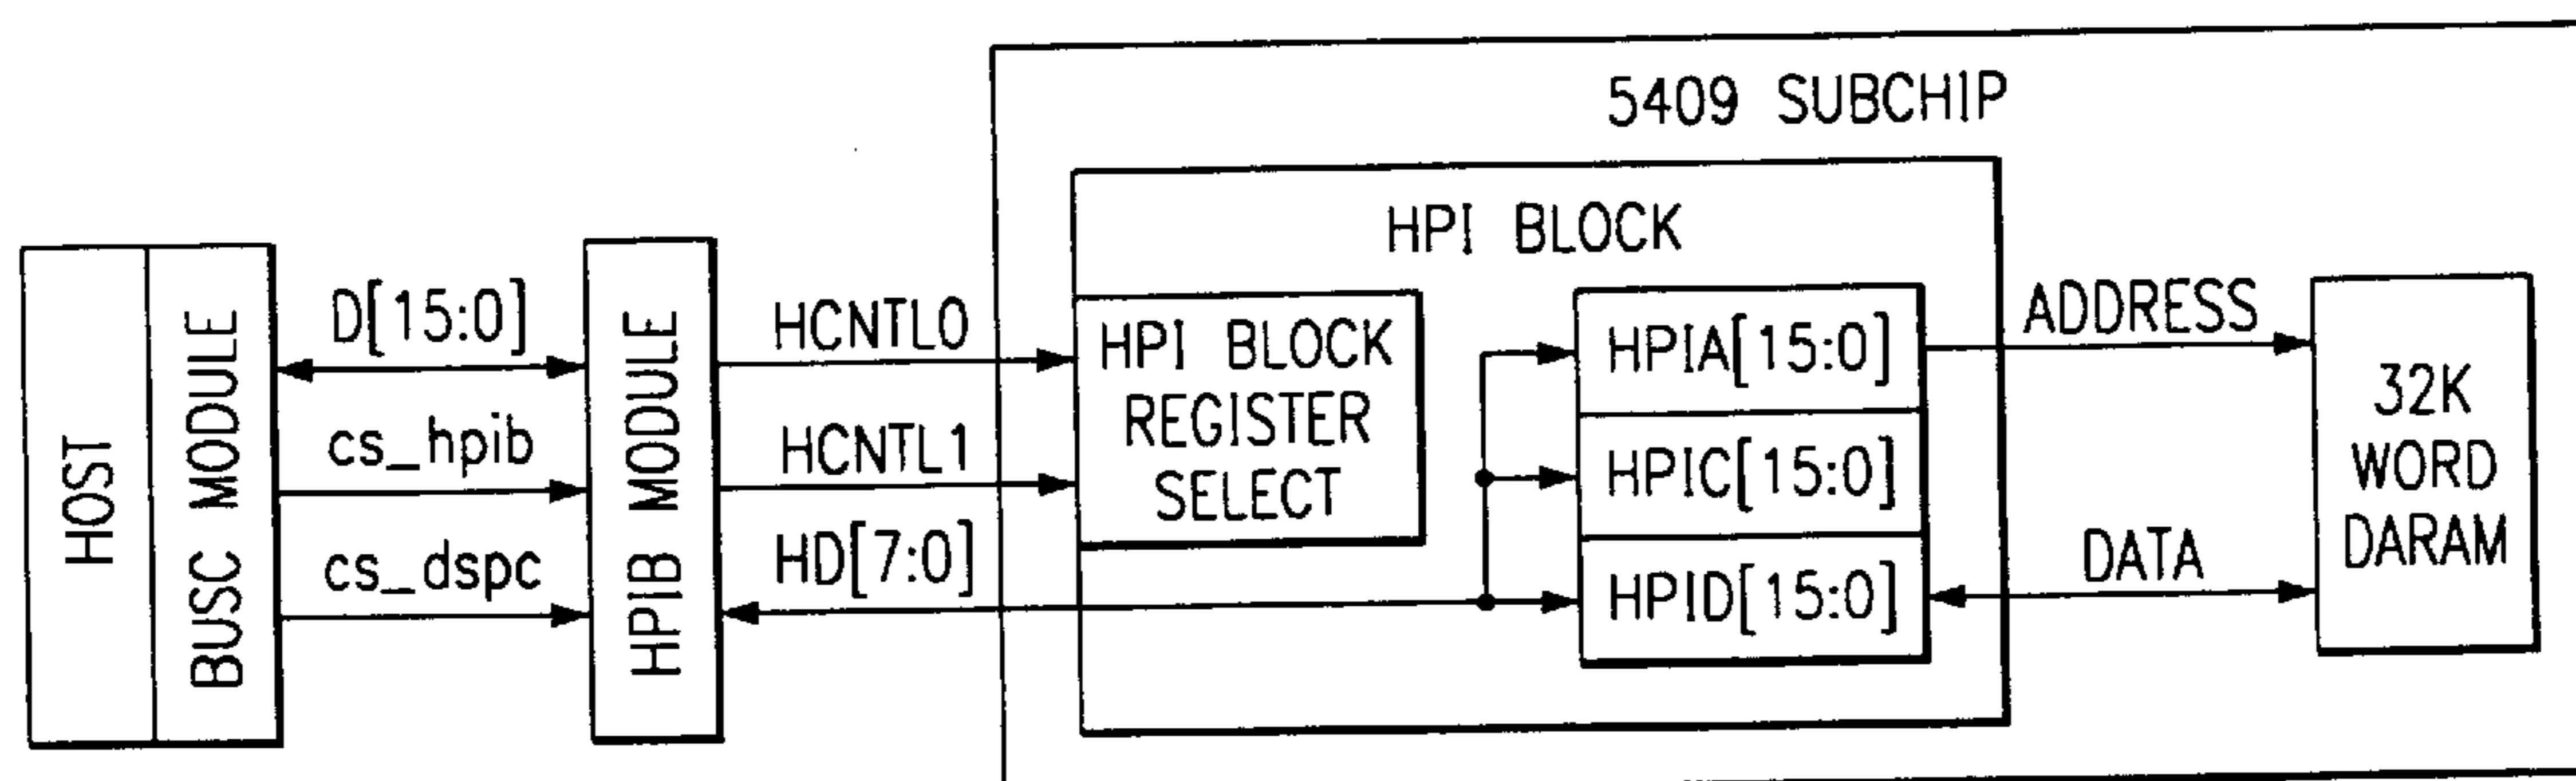 5409 SUBCHIP
HPI BLOCK
HOST
BUSC MODULE
D[15:0]
cs_hpib
cs_dspc
HPIB MODULE
HCNTL0
HCNTL1
HD[7:0]
HPI BLOCK
REGISTER
SELECT
HPIA[15:0]
HPIC[15:0]
HPID[15:0]
ADDRESS
DATA
32K
WORD
DARAM